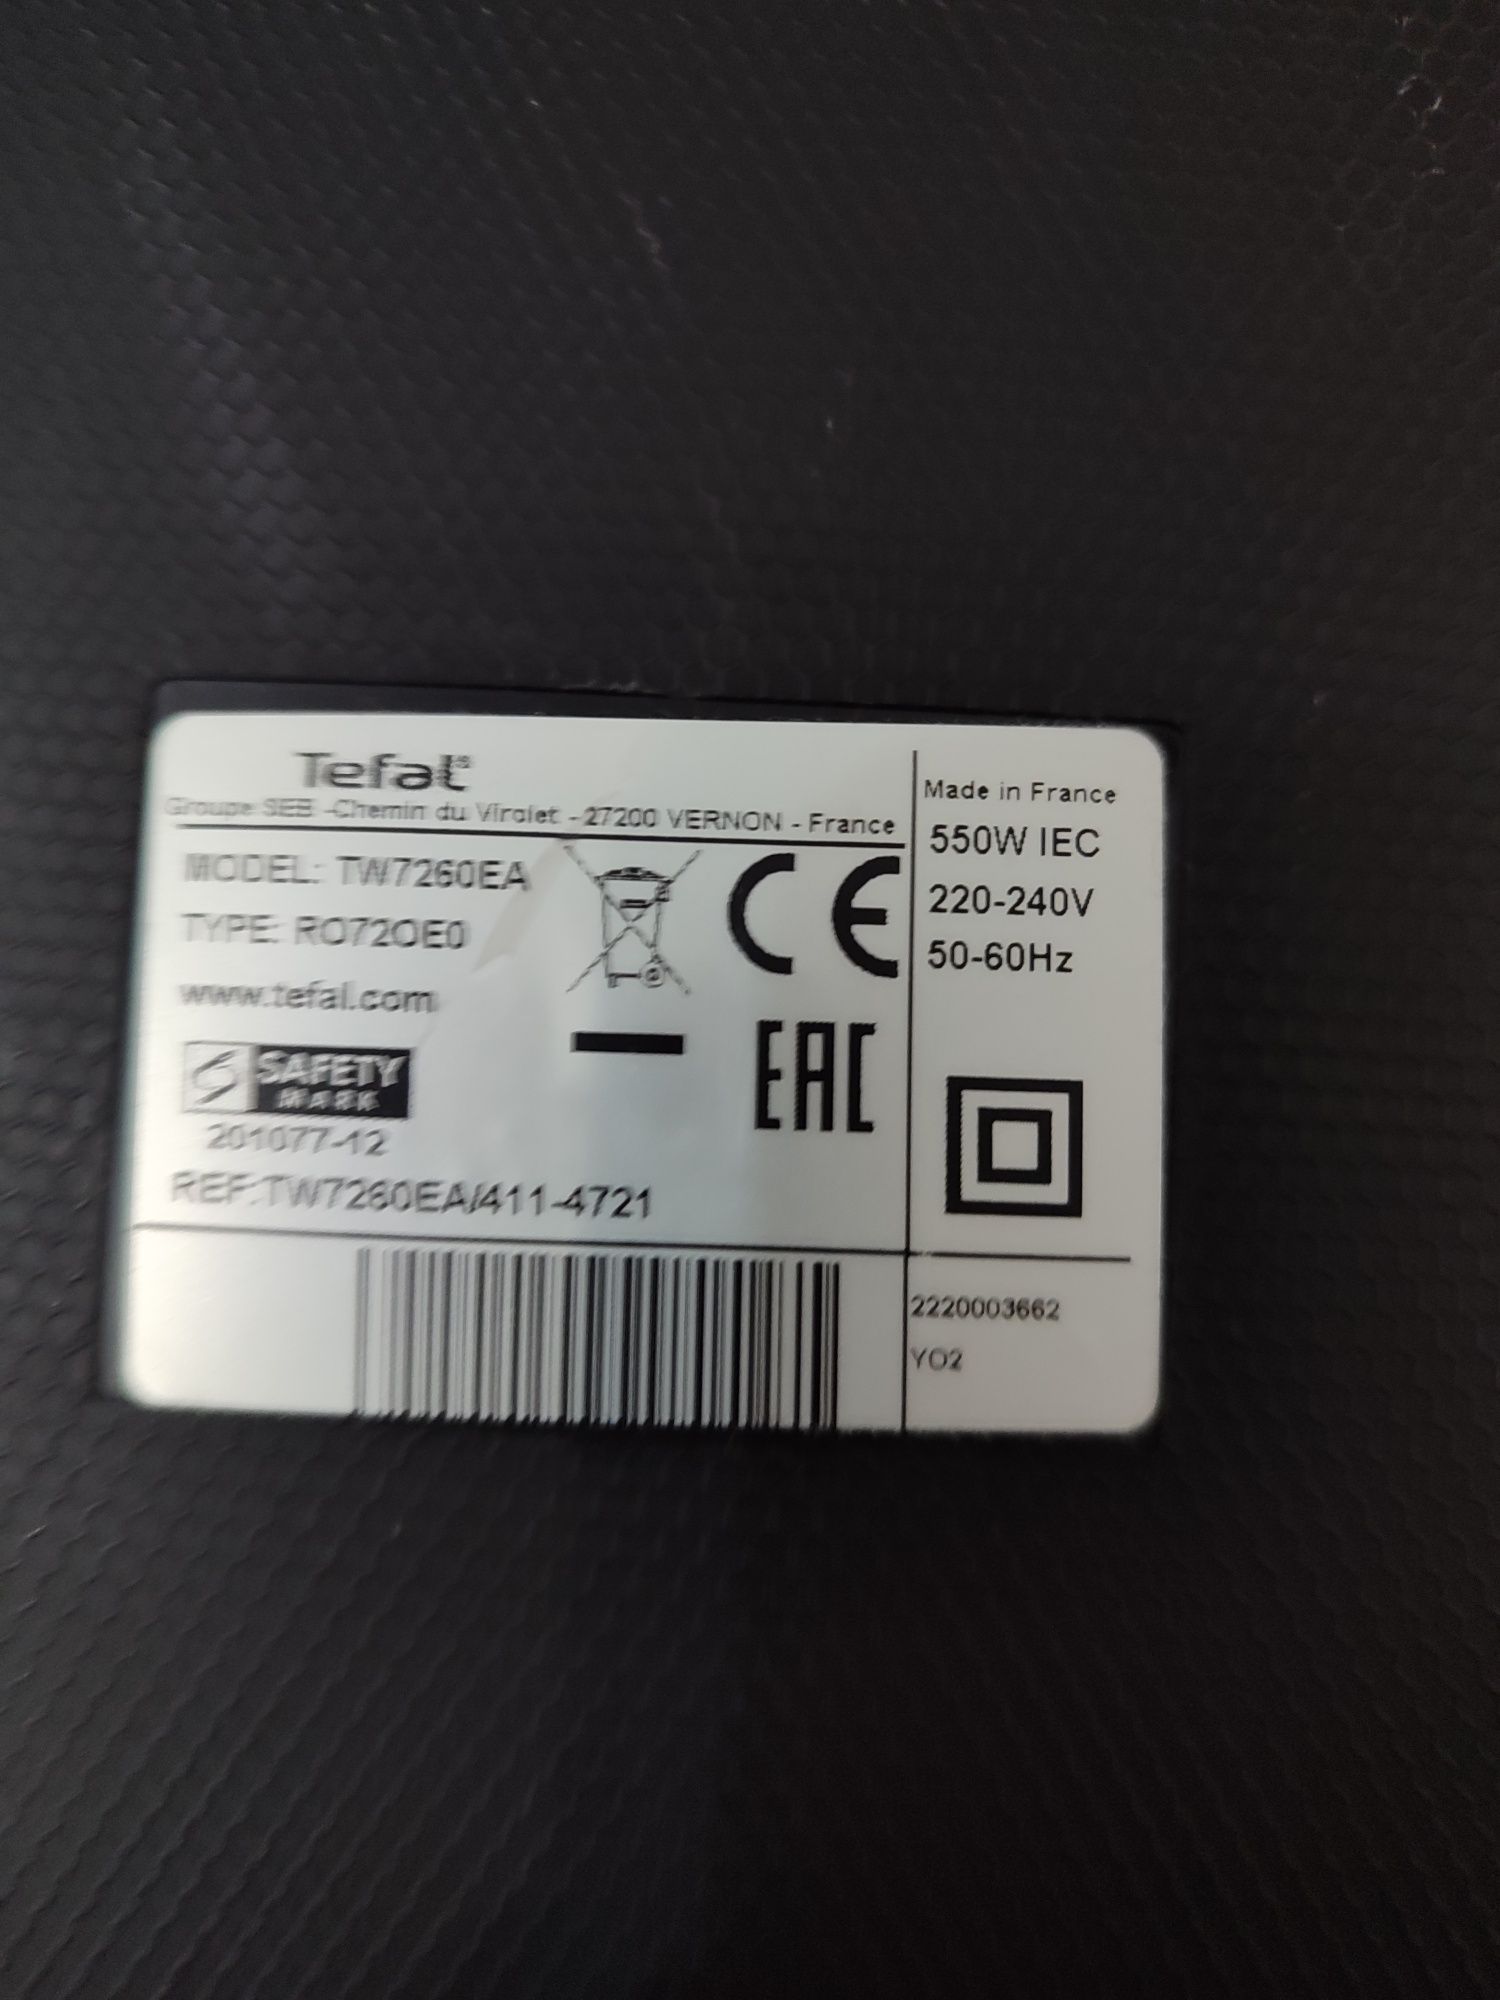 Tefal®
Groupe SEB -Chemin du Virolet - 27200 VERNON - France
MODEL: TW7260EA
TYPE: RO72OE0
www.tefal.com
SAFETY
MARK
201077-12
REF:TW7260EA/411-4721
CE
EAC
Made in France
550W IEC
220-240V
50-60Hz
2220003662
YO2